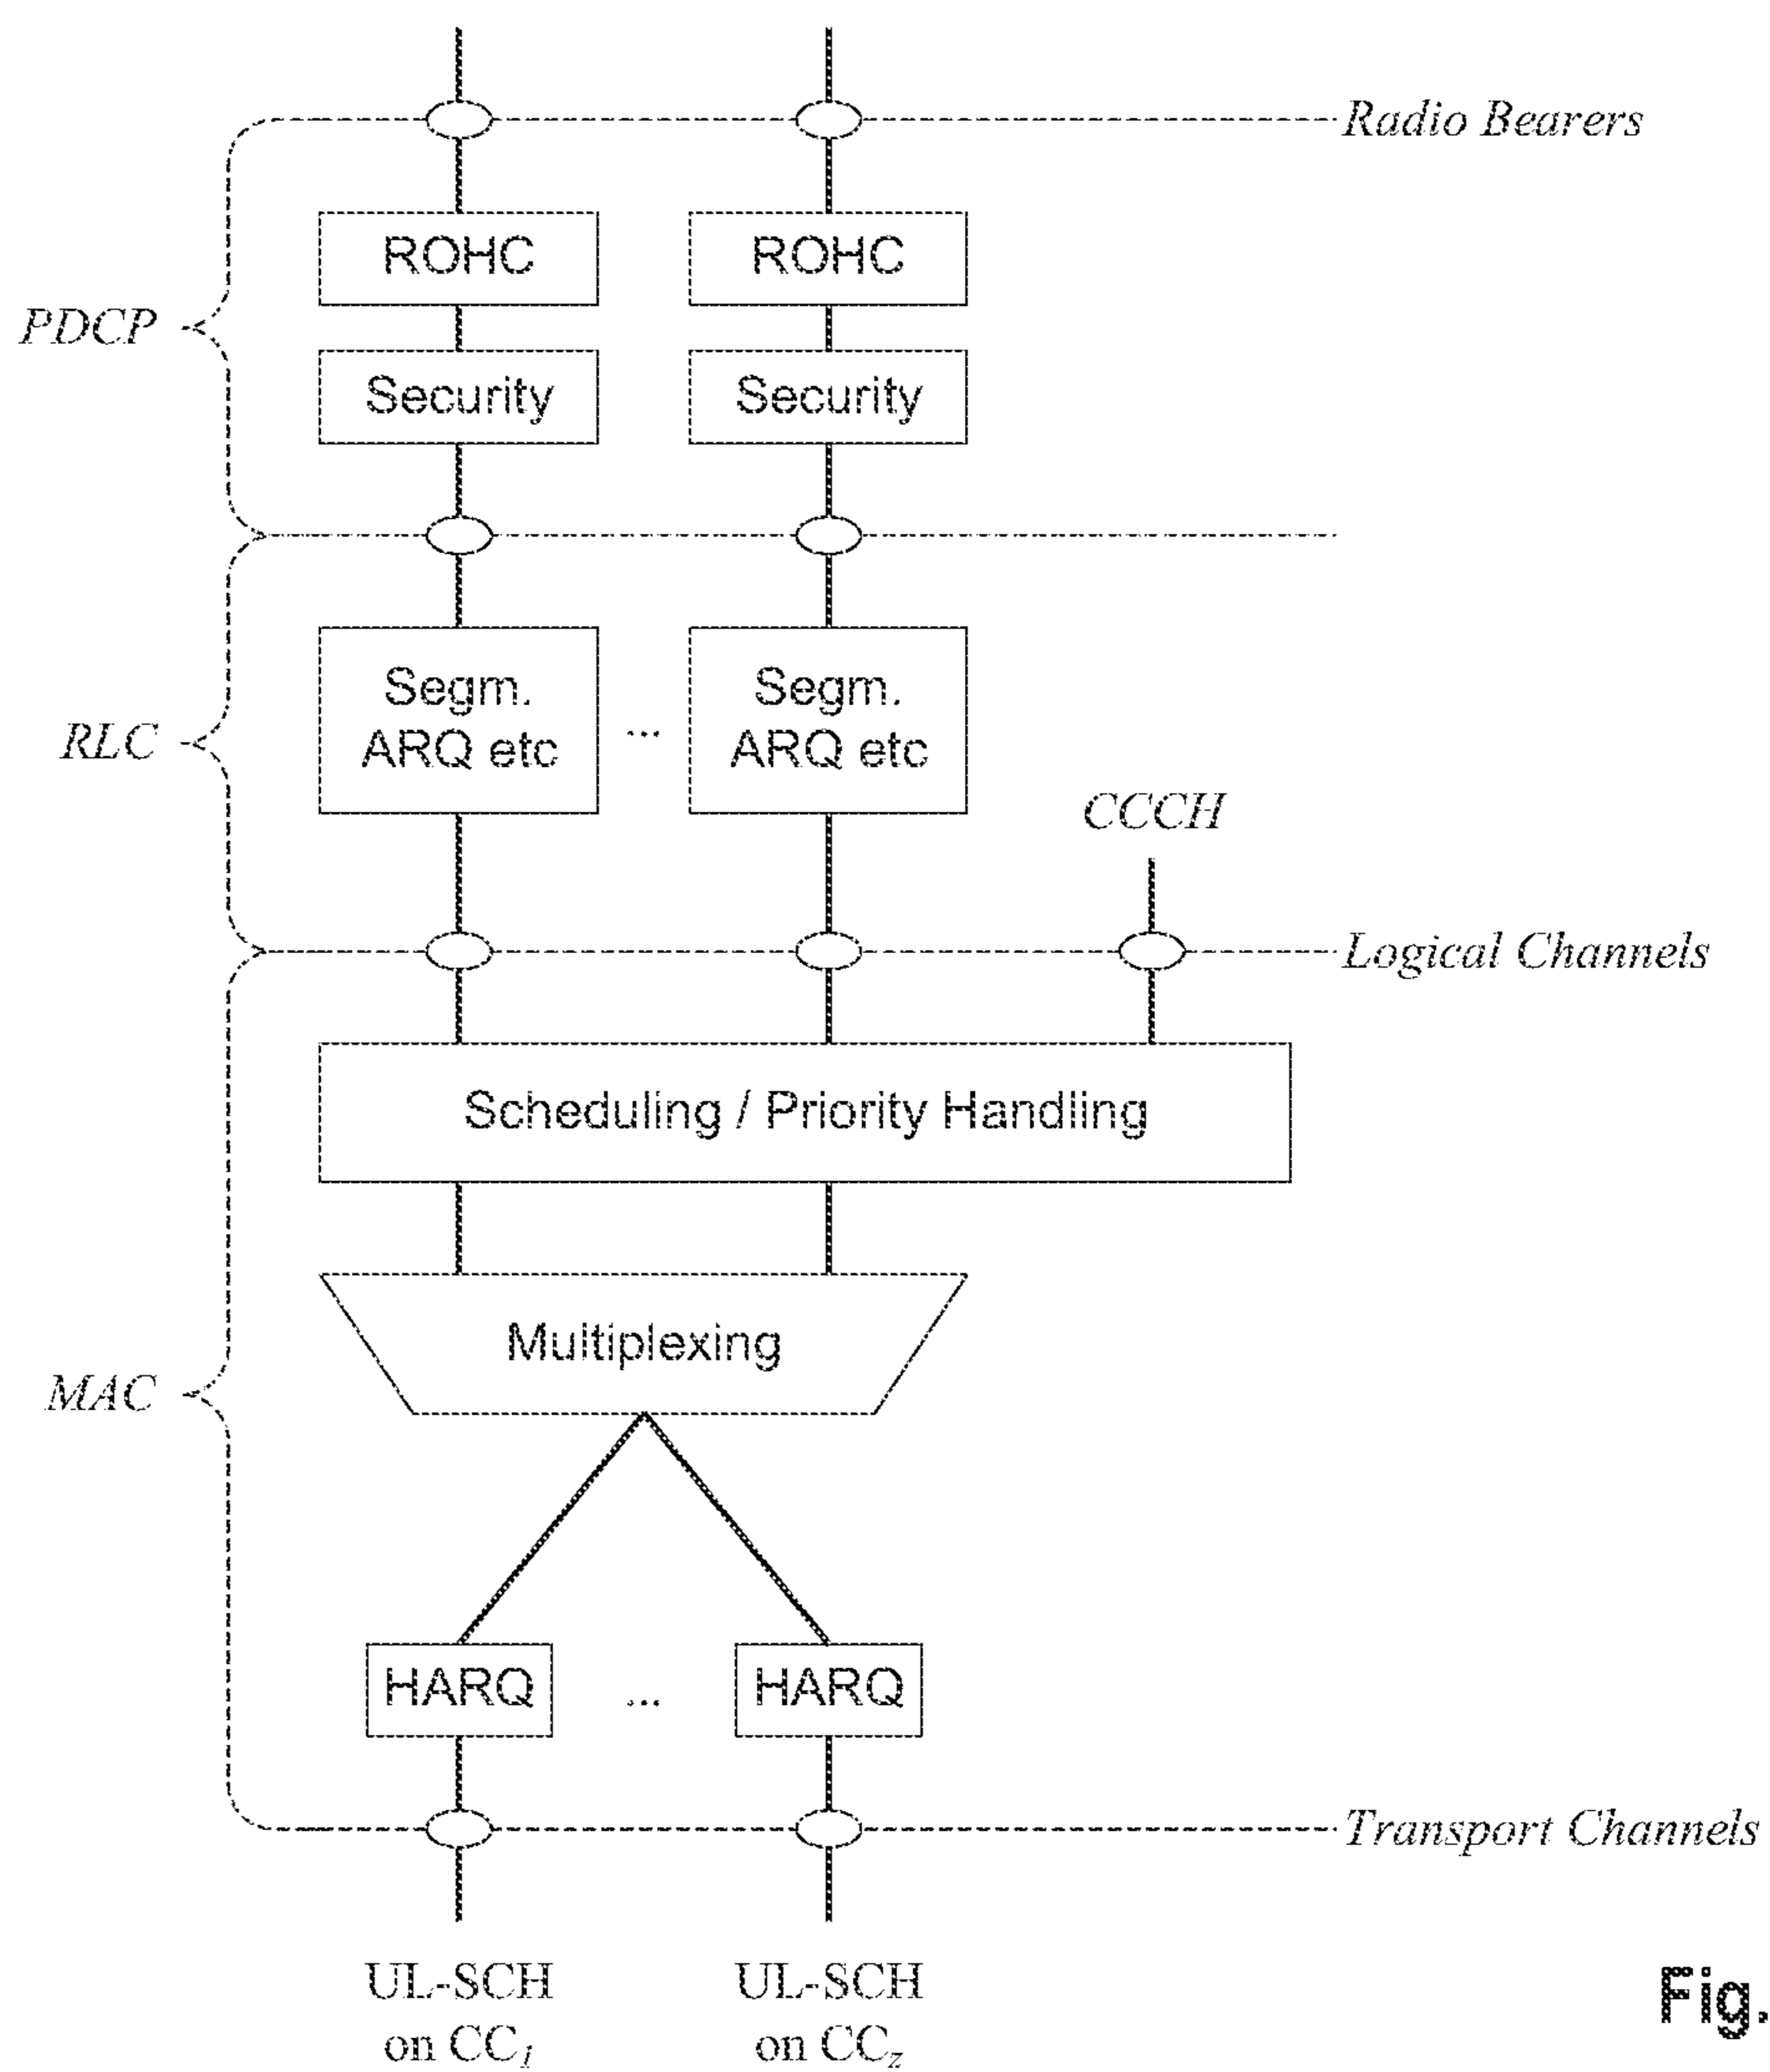 Radio Bearers
ROHC
ROHC
PDCP
Security
Security
Segm.
ARQ etc
...
Segm.
ARQ etc
RLC
CCCH
Logical Channels
Scheduling / Priority Handling
Multiplexing
MAC
HARQ
...
HARQ
Transport Channels
UL-SCH
on CC1
UL-SCH
on CCz
Fig.